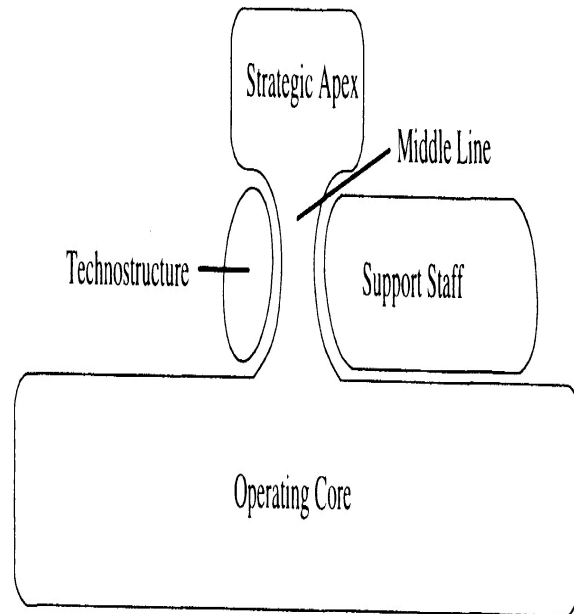 Strategic Apex
Middle Line
Technostructure
Support Staff
Operating Core